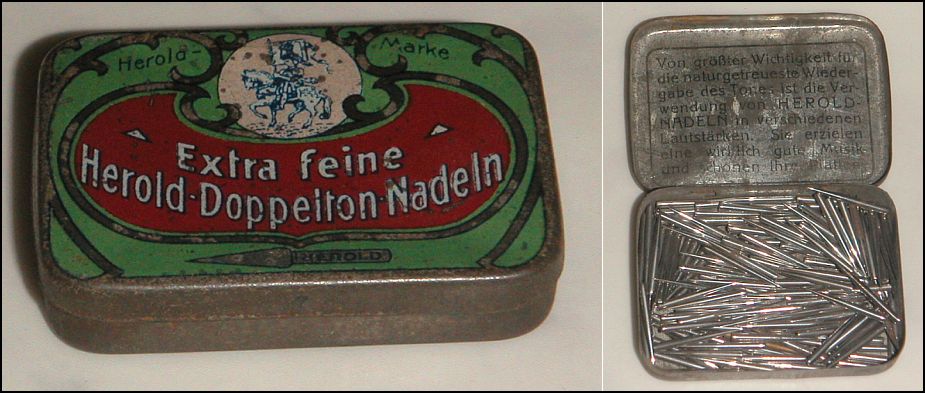 Herold- Marke
Extra feine
Herold-Doppelton-Nadeln
HEROLD
Von größter Wichtigkeit für
die naturgetreueste Wieder-
gabe des Tones ist die Ver-
wendung von HEROLD-
NADELN in verschiedenen
Lautstärken. Sie erzielen
eine wirklich gute Musik
und schonen Ihre